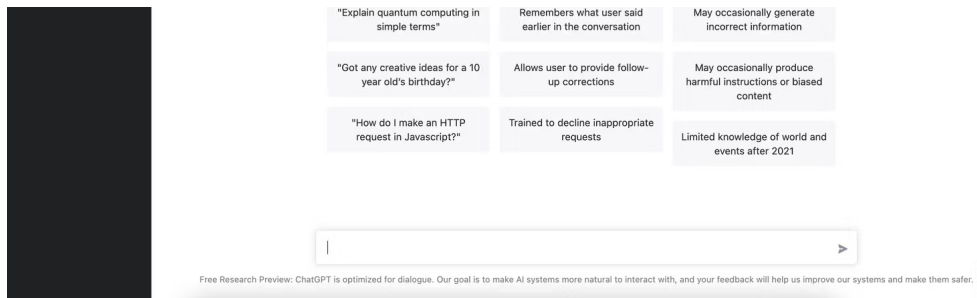 "Explain quantum computing in
simple terms"
Remembers what user said
earlier in the conversation
May occasionally generate
incorrect information
"Got any creative ideas for a 10
year old's birthday?"
Allows user to provide follow-
up corrections
May occasionally produce
harmful instructions or biased
content
"How do I make an HTTP
request in Javascript?"
Trained to decline inappropriate
requests
Limited knowledge of world and
events after 2021
Free Research Preview: ChatGPT is optimized for dialogue. Our goal is to make AI systems more natural to interact with, and your feedback will help us improve our systems and make them safer.